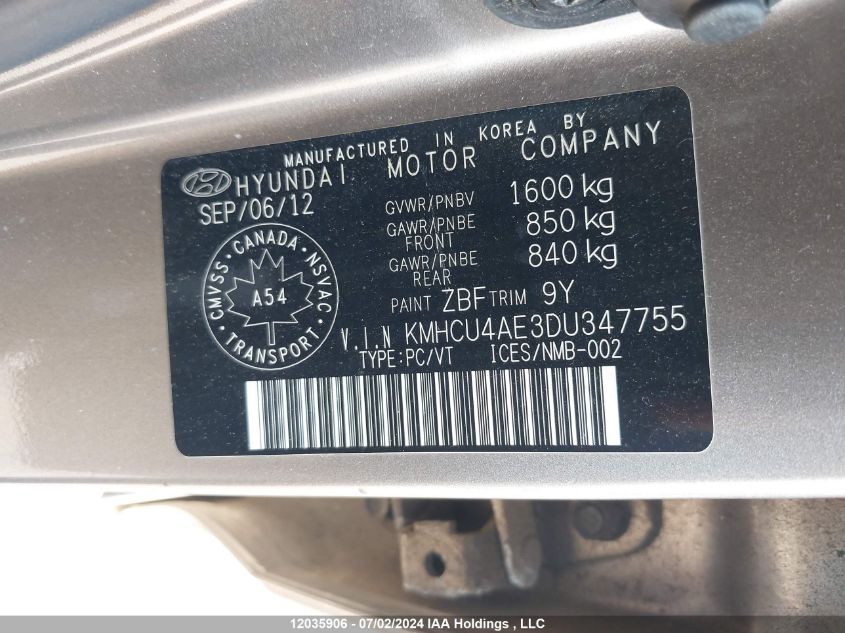 MANUFACTURED IN KOREA BY
HYUNDAI MOTOR COMPANY
SEP/06/12
GVWR/PNBV 1600 kg
GAWR/PNBE FRONT 850 kg
GAWR/PNBE REAR 840 kg
PAINT ZBF TRIM 9Y
CMVSS · CANADA · NSVAC · TRANSPORT ·
A54
V.I.N KMHCU4AE3DU347755
TYPE:PC/VT ICES/NMB-002
12035906 - 07/02/2024 IAA Holdings , LLC